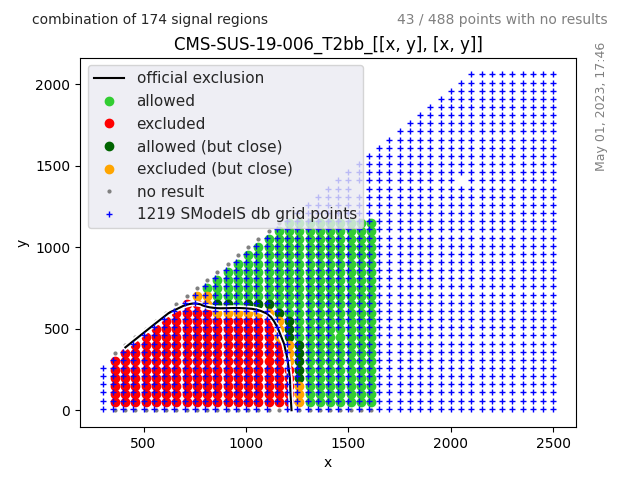 combination of 174 signal regions
43 / 488 points with no results
CMS-SUS-19-006_T2bb_[[x, y], [x, y]]
May 01, 2023, 17:46
official exclusion
allowed
excluded
allowed (but close)
excluded (but close)
no result
1219 SModelS db grid points
y
2000
1500
1000
500
0
500 1000 1500 2000 2500
x